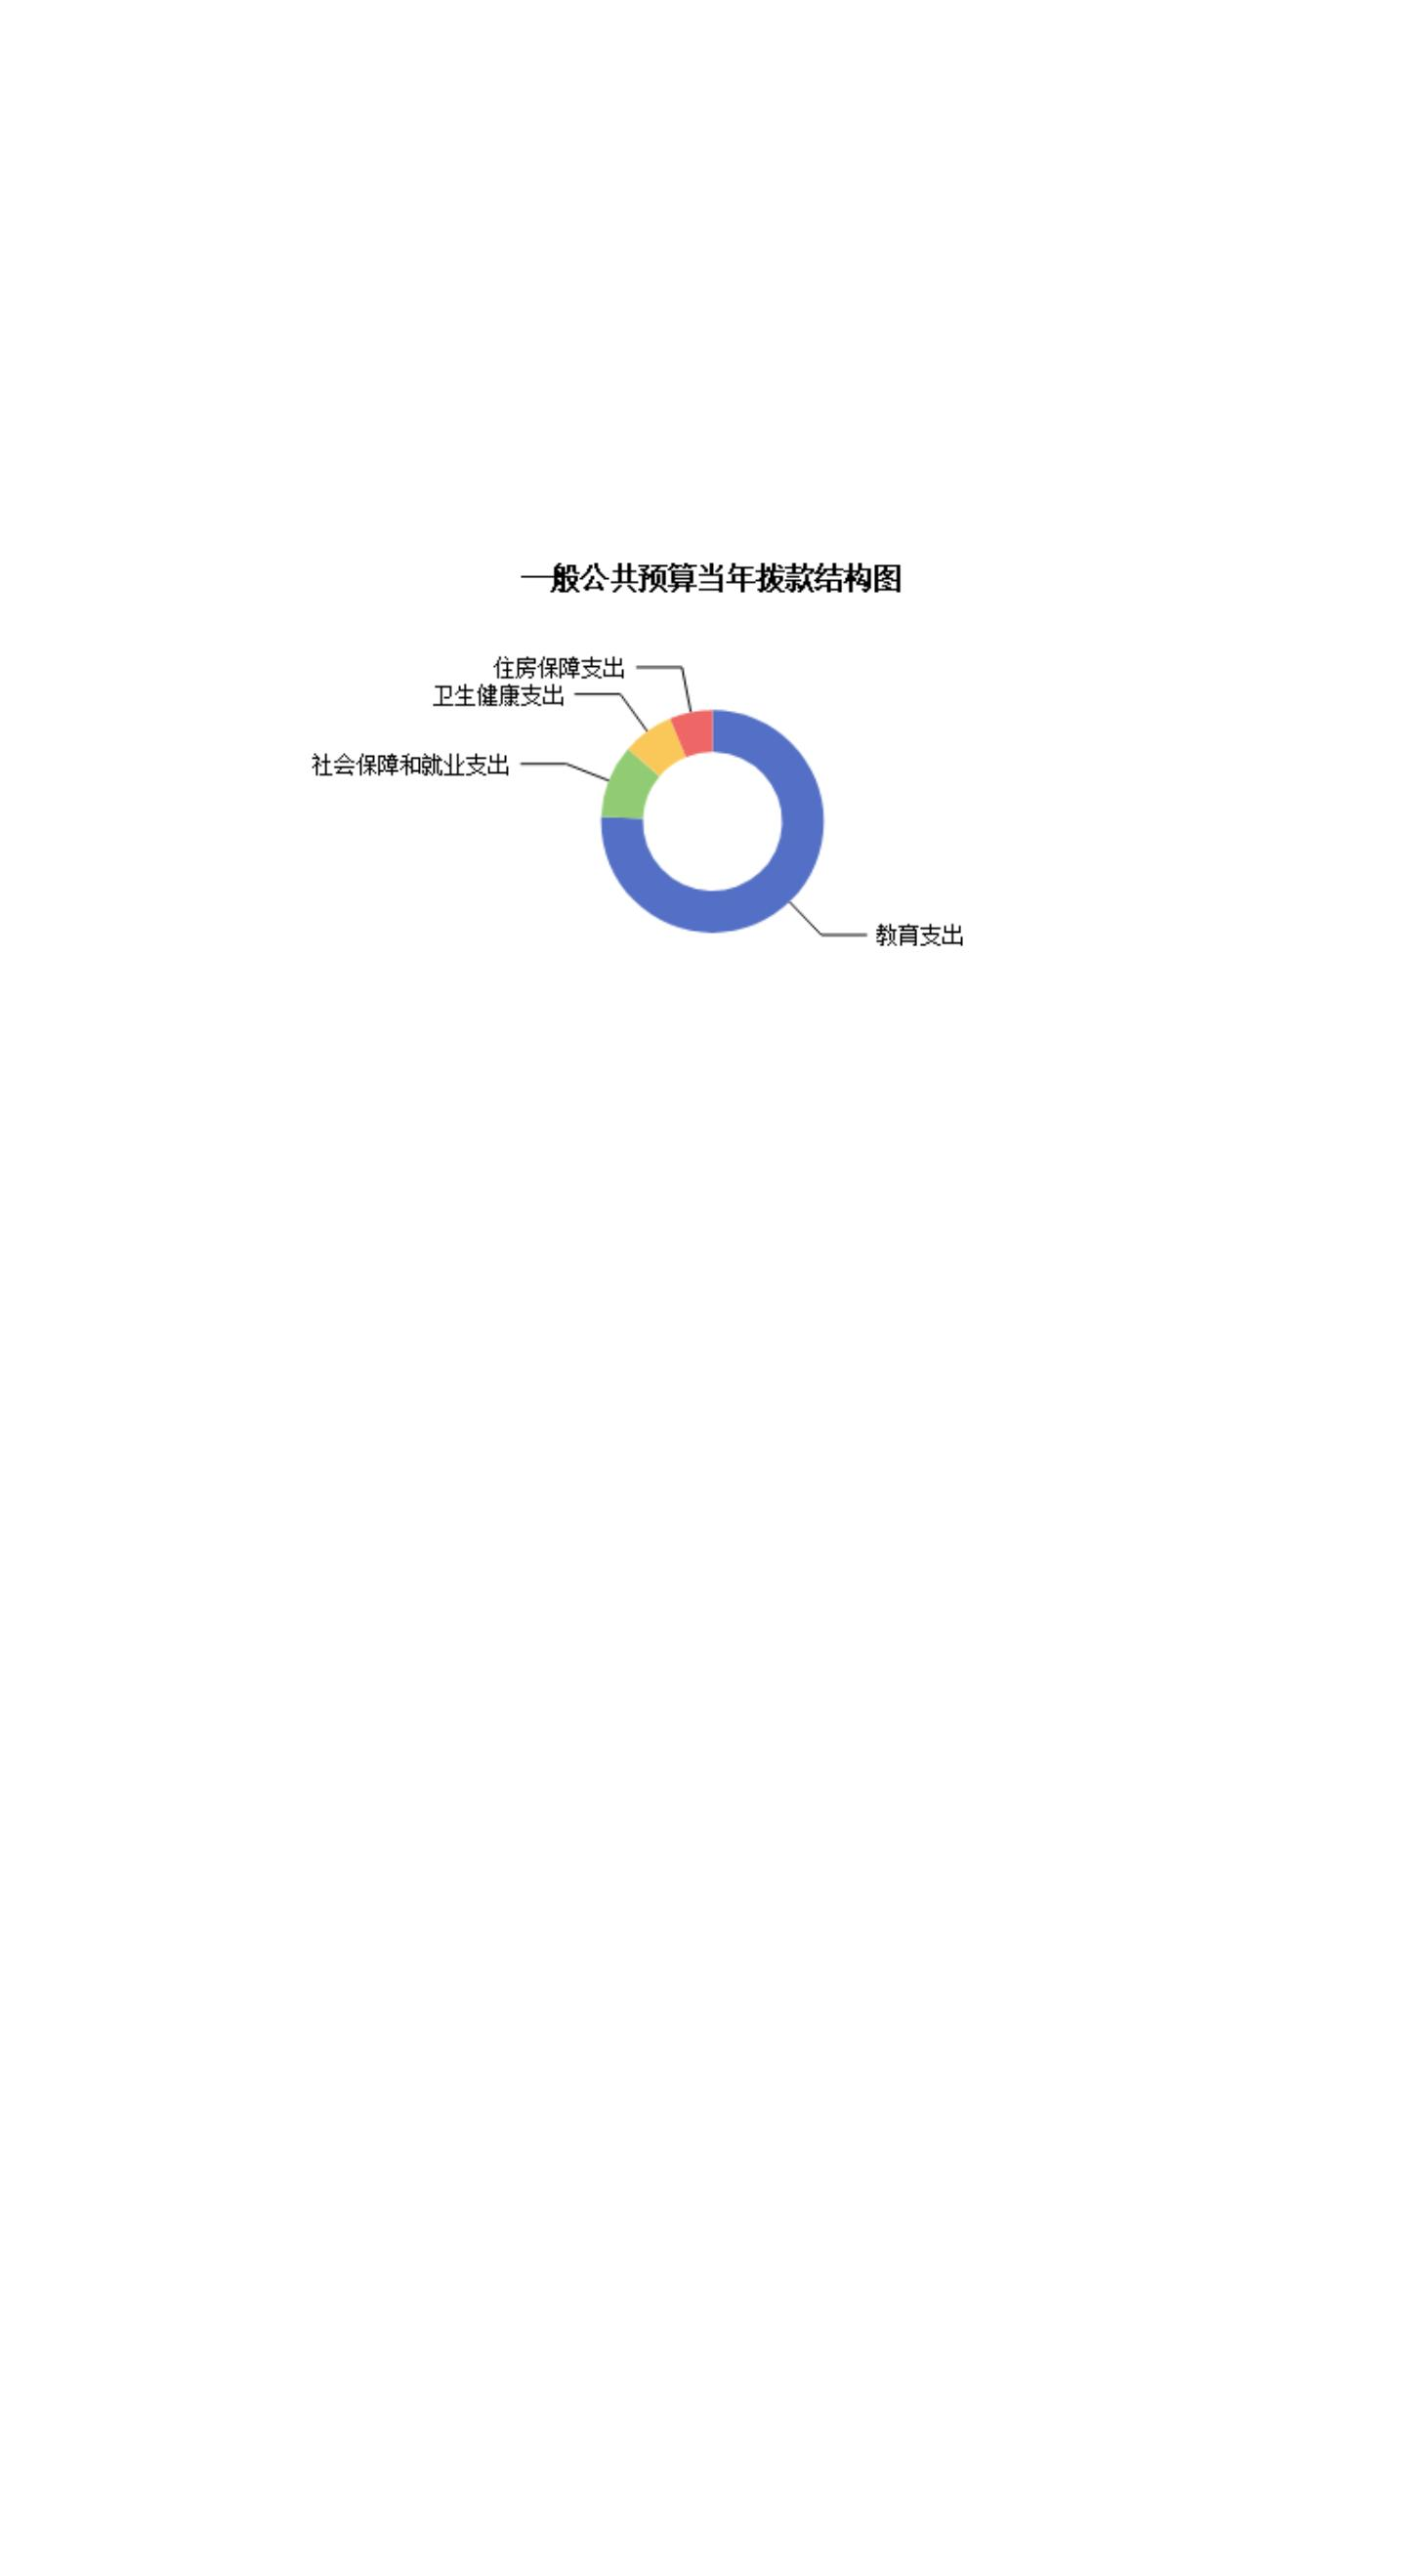 一般公共预算当年拨款结构图
住房保障支出
卫生健康支出
社会保障和就业支出
教育支出